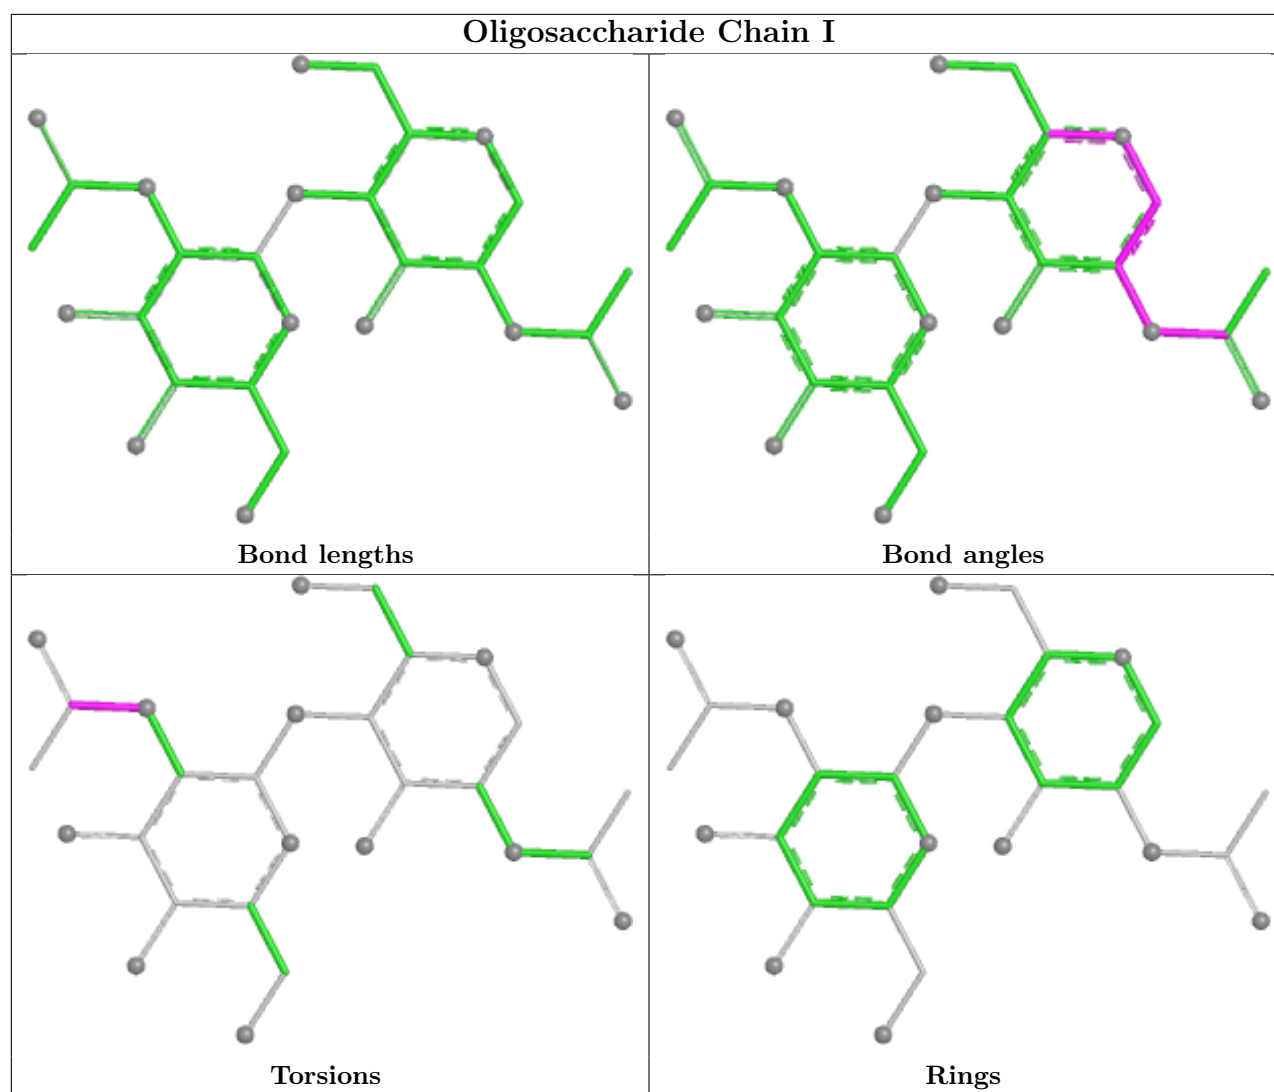 Oligosaccharide Chain I
Bond lengths
Bond angles
Torsions
Rings